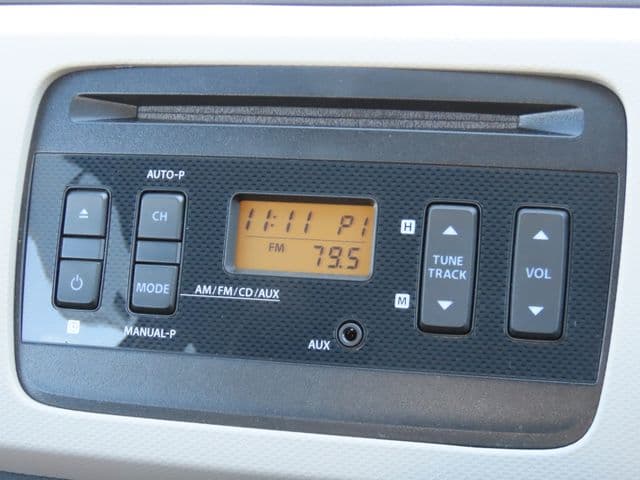 AUTO-P
CH
MODE
MANUAL-P
AM/FM/CD/AUX
11:11 P1
FM 79.5
AUX
H
M
TUNE
TRACK
VOL